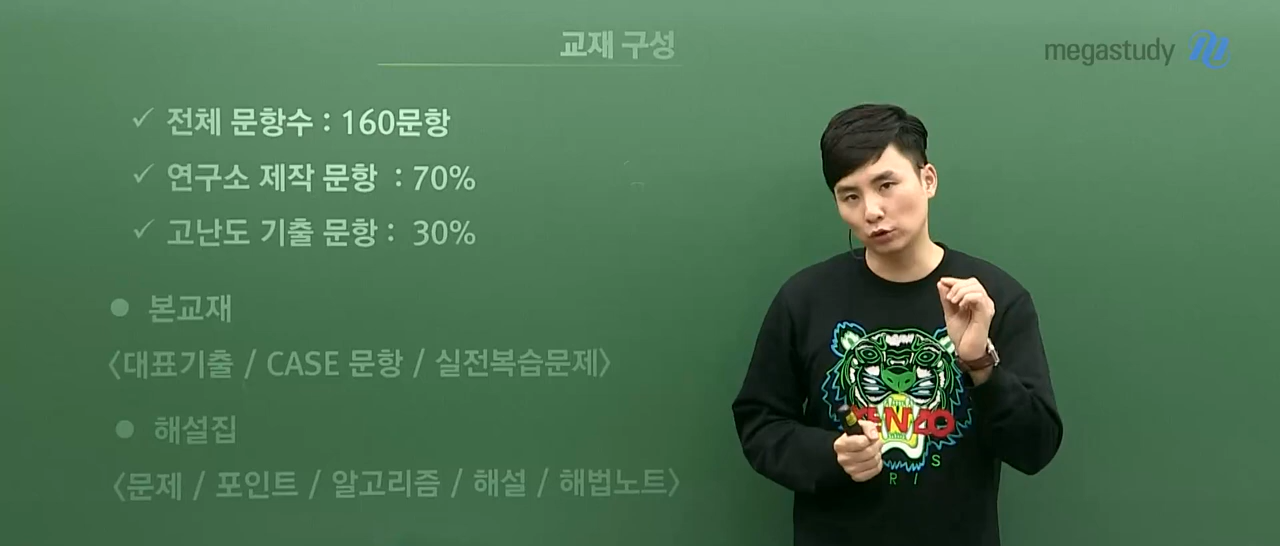 교재 구성
megastudy M
✓ 전체 문항수 : 160문항
✓ 연구소 제작 문항 : 70%
✓ 고난도 기출 문항 : 30%
● 본교재
〈대표기출 / CASE 문항 / 실전복습문제〉
● 해설집
〈문제 / 포인트 / 알고리즘 / 해설 / 해법노트〉
KENZO
R I S